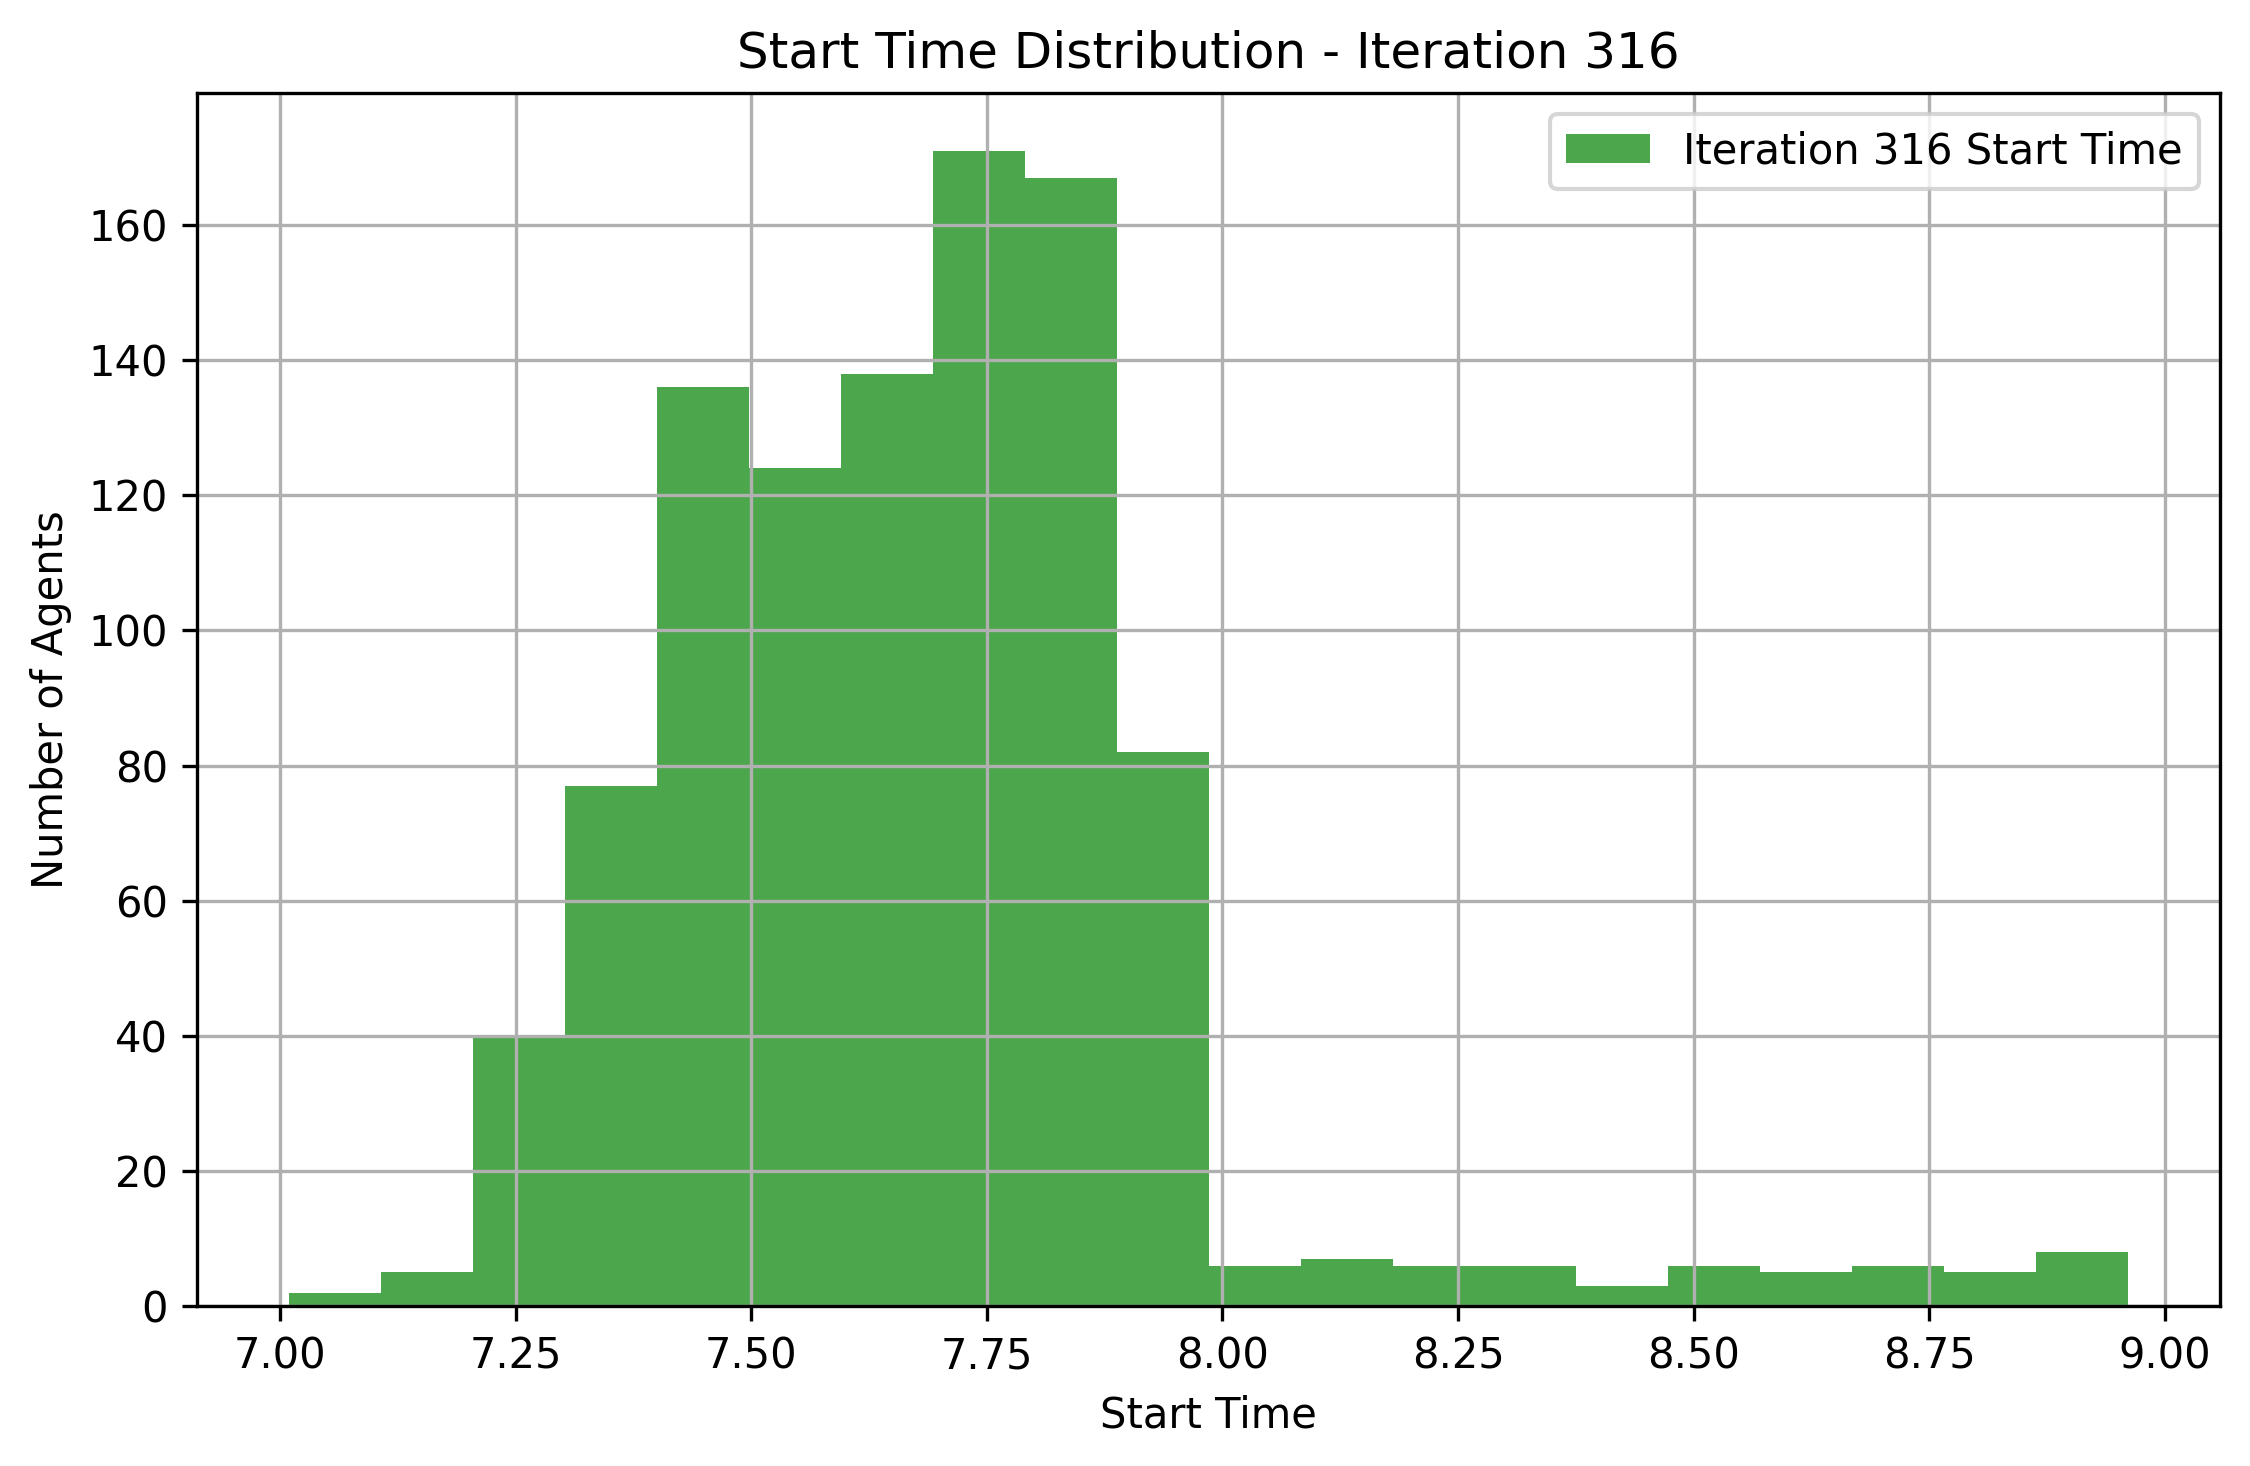 Start Time Distribution - Iteration 316
Iteration 316 Start Time
Number of Agents
160
140
120
100
80
60
40
20
0
7.00 7.25 7.50 7.75 8.00 8.25 8.50 8.75 9.00
Start Time